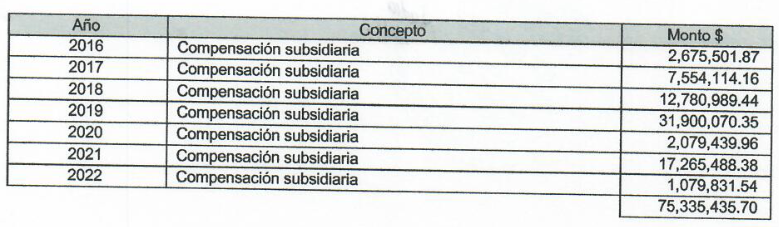 Año Concepto Monto $
2016 Compensación subsidiaria 2,675,501.87
2017 Compensación subsidiaria 7,554,114.16
2018 Compensación subsidiaria 12,780,989.44
2019 Compensación subsidiaria 31,900,070.35
2020 Compensación subsidiaria 2,079,439.96
2021 Compensación subsidiaria 17,265,488.38
2022 Compensación subsidiaria 1,079,831.54
75,335,435.70